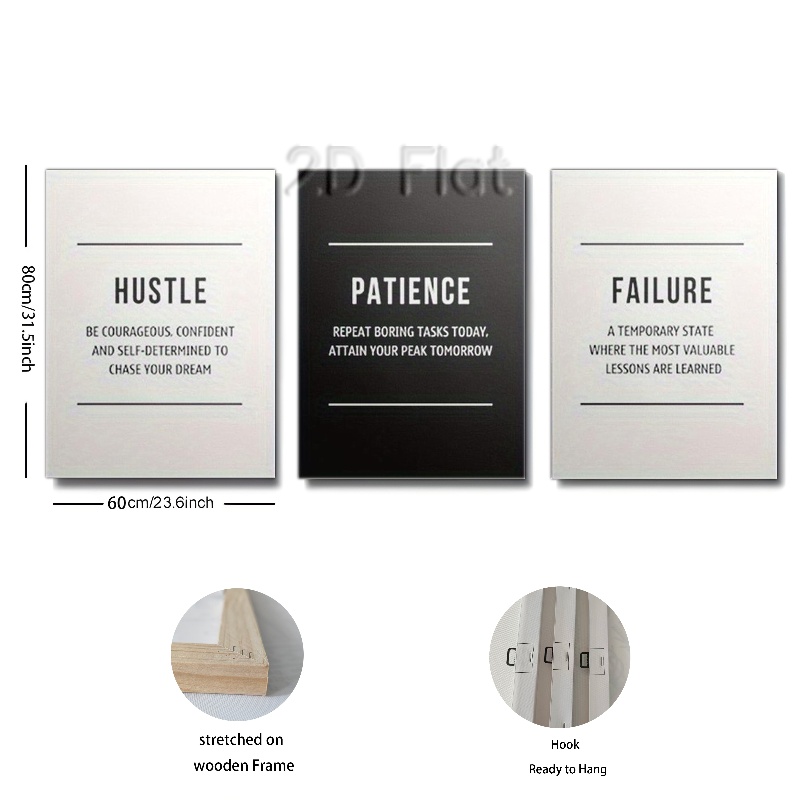 2D Flat
80cm/31.5inch
HUSTLE
BE COURAGEOUS, CONFIDENT
AND SELF-DETERMINED TO
CHASE YOUR DREAM
PATIENCE
REPEAT BORING TASKS TODAY,
ATTAIN YOUR PEAK TOMORROW
FAILURE
A TEMPORARY STATE
WHERE THE MOST VALUABLE
LESSONS ARE LEARNED
60cm/23.6inch
stretched on
wooden Frame
Hook
Ready to Hang